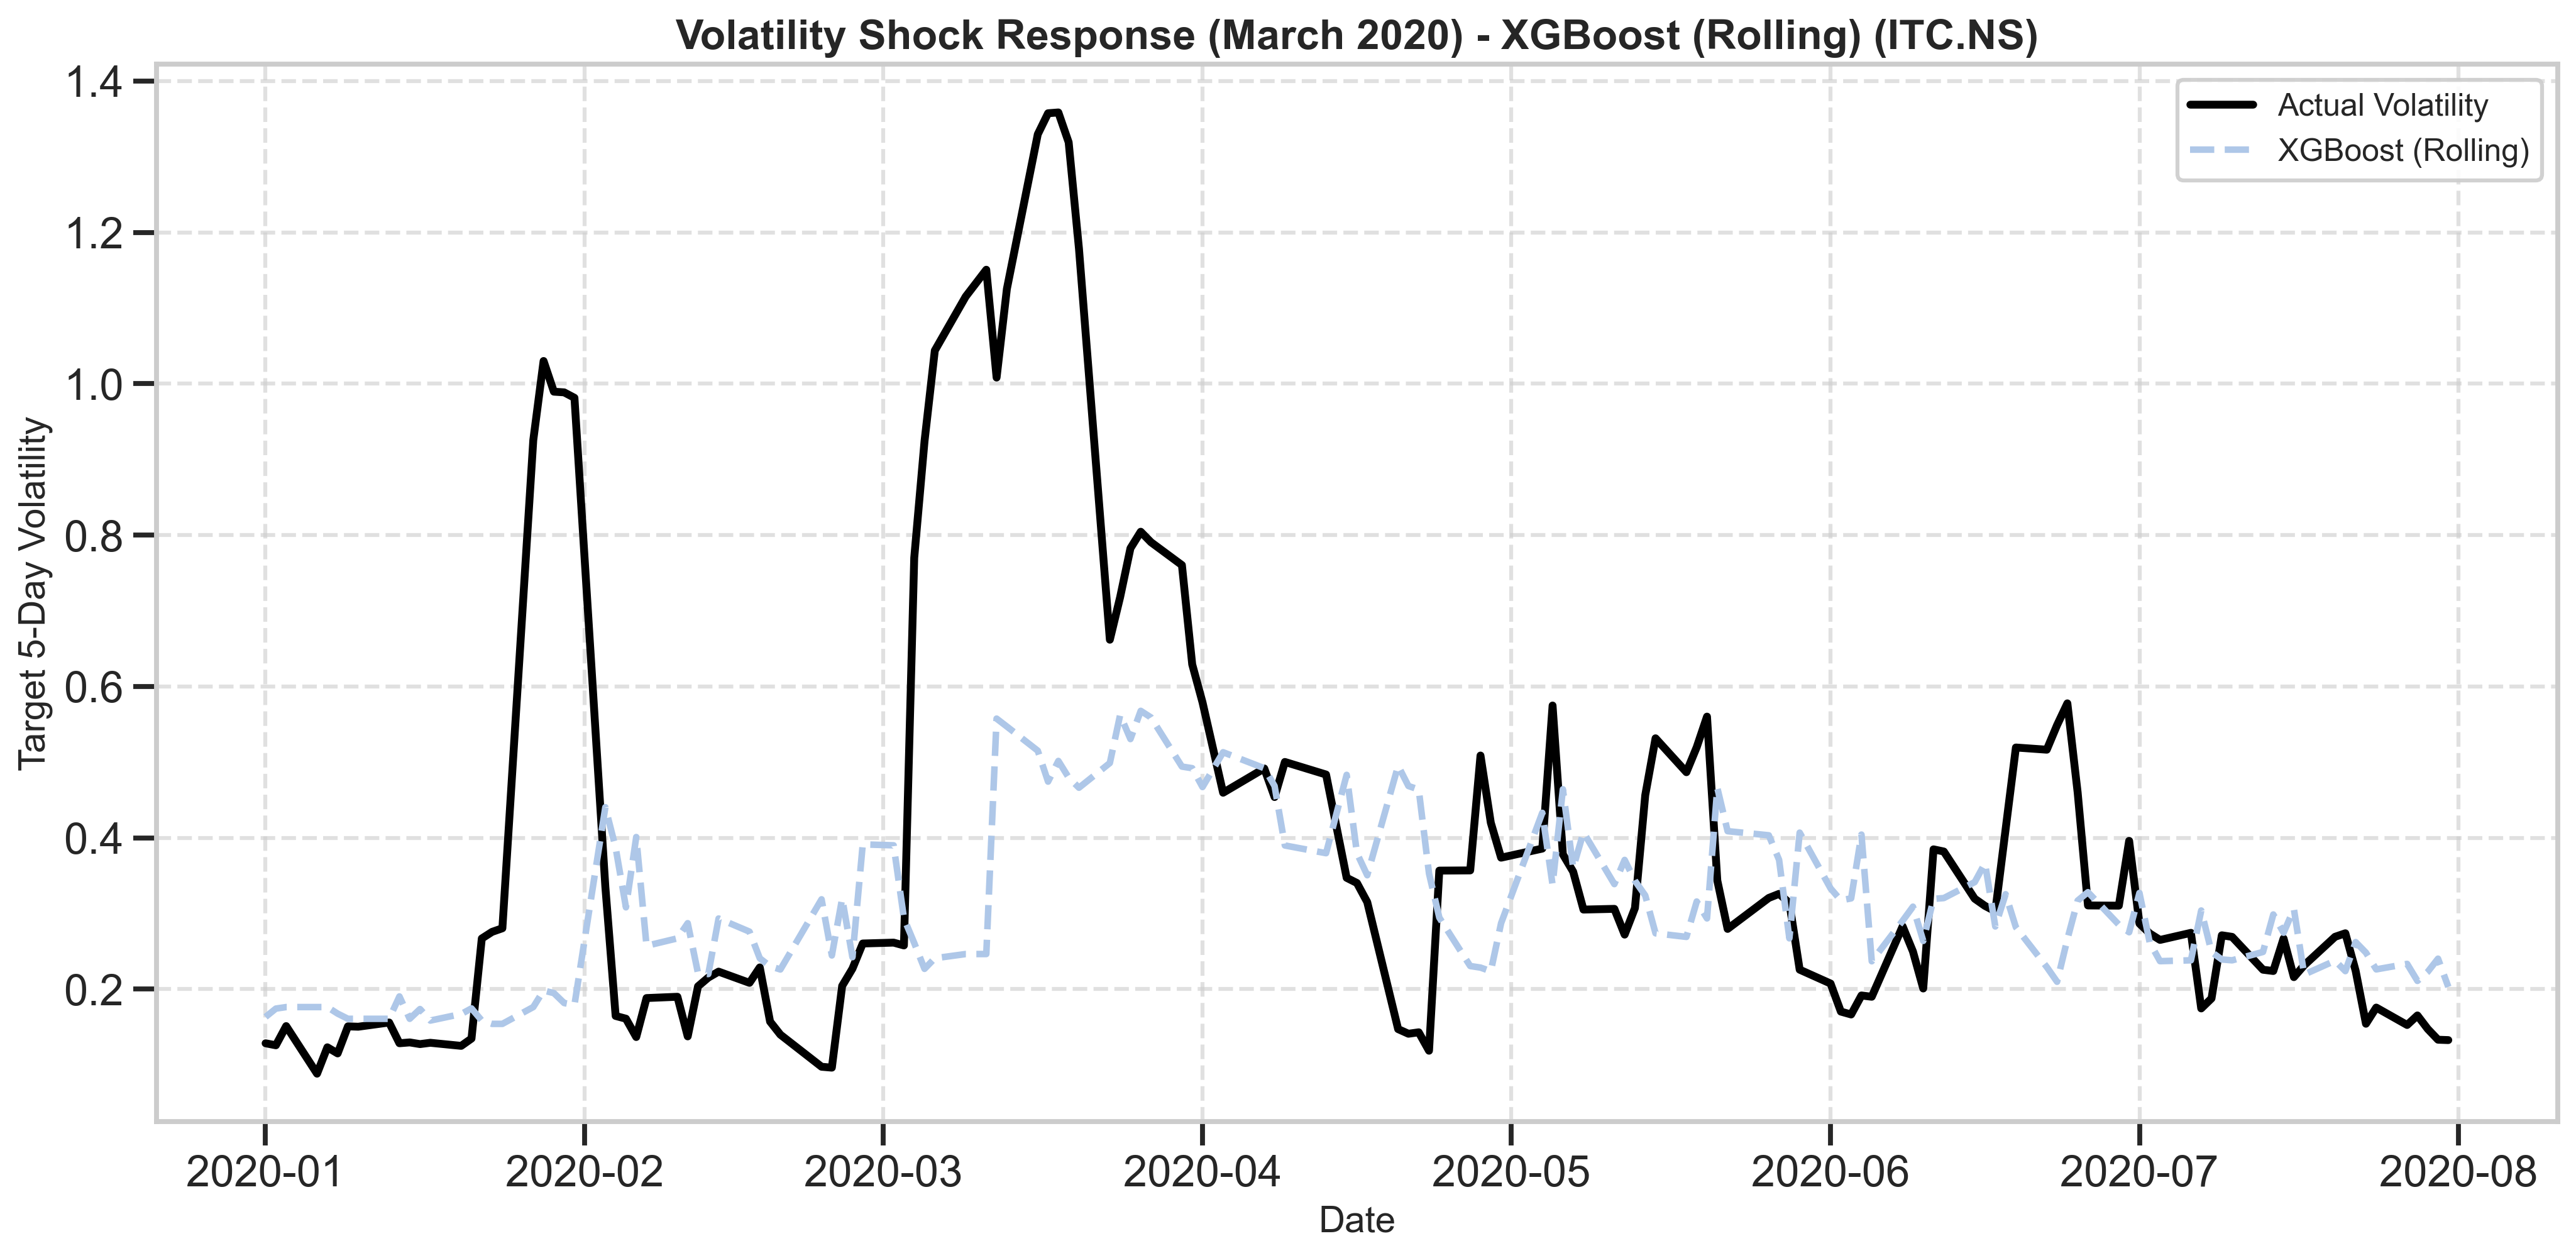 Volatility Shock Response (March 2020) - XGBoost (Rolling) (ITC.NS)
Actual Volatility
XGBoost (Rolling)
Target 5-Day Volatility
1.4
1.2
1.0
0.8
0.6
0.4
0.2
2020-01 2020-02 2020-03 2020-04 2020-05 2020-06 2020-07 2020-08
Date